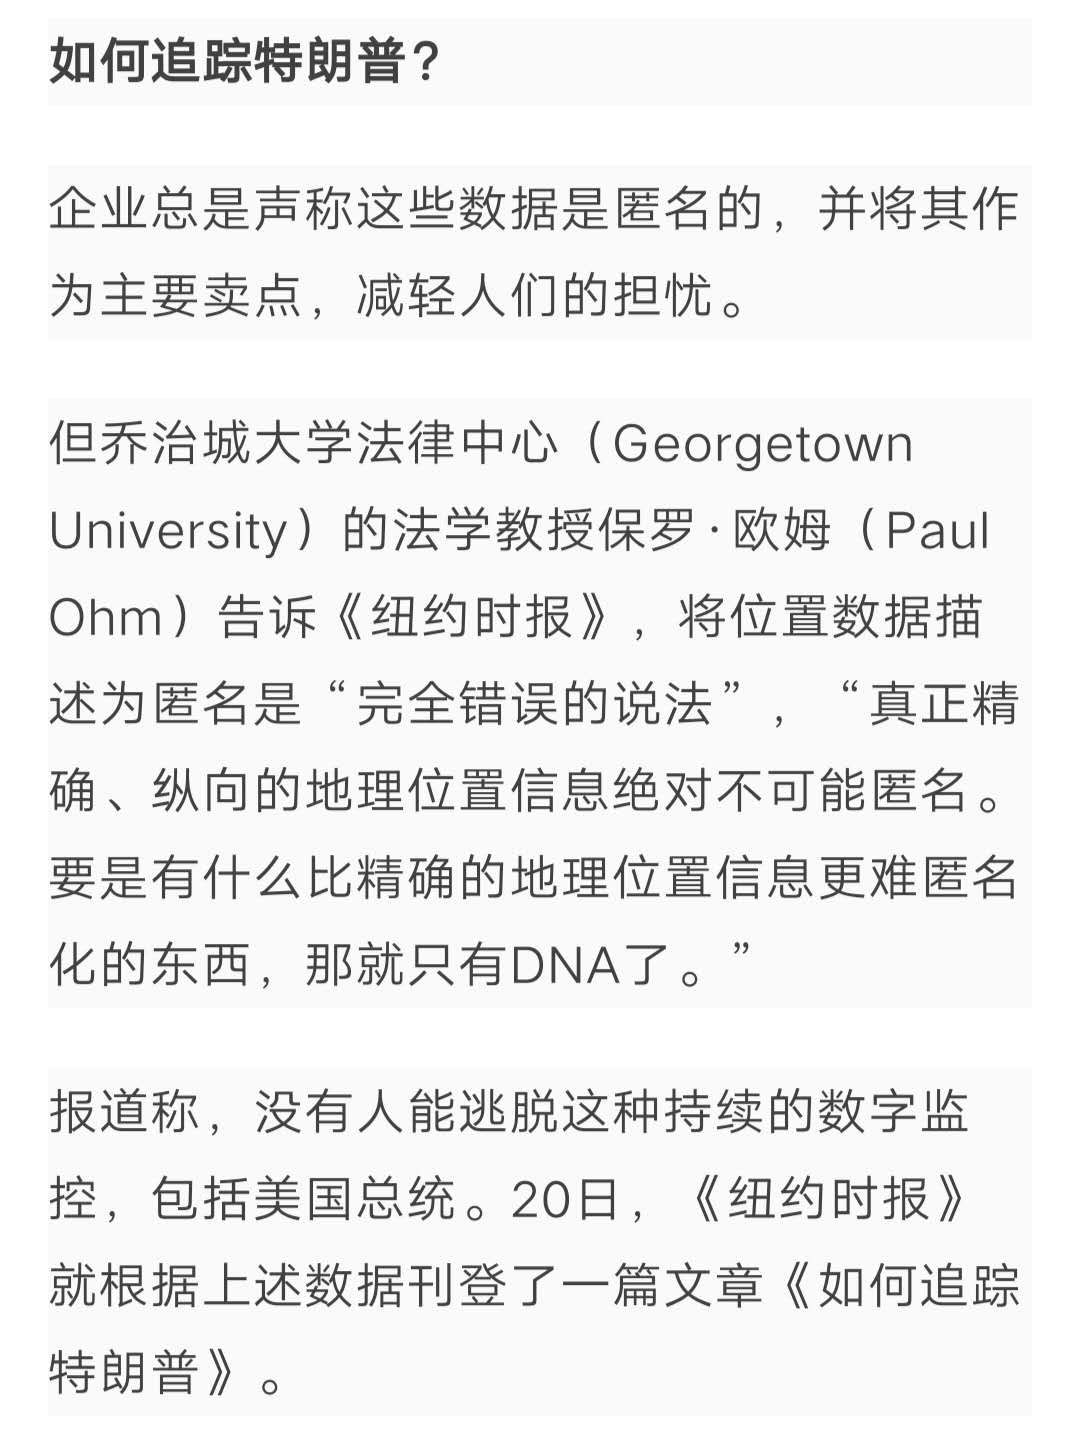 如何追踪特朗普？
企业总是声称这些数据是匿名的，并将其作
为主要卖点，减轻人们的担忧。
但乔治城大学法律中心（Georgetown
University）的法学教授保罗·欧姆（Paul
Ohm）告诉《纽约时报》，将位置数据描
述为匿名是“完全错误的说法”，“真正精
确、纵向的地理位置信息绝对不可能匿名。
要是有什么比精确的地理位置信息更难匿名
化的东西，那就只有DNA了。”
报道称，没有人能逃脱这种持续的数字监
控，包括美国总统。20日，《纽约时报》
就根据上述数据刊登了一篇文章《如何追踪
特朗普》。